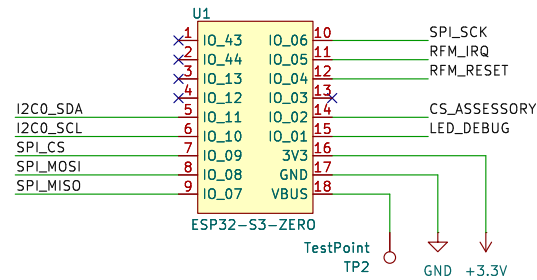 U1
1 IO_43 IO_06 10 SPI_SCK
2 IO_44 IO_05 11 RFM_IRQ
3 IO_13 IO_04 12 RFM_RESET
4 IO_12 IO_03 13
I2C0_SDA 5 IO_11 IO_02 14 CS_ASSESSORY
I2C0_SCL 6 IO_10 IO_01 15 LED_DEBUG
SPI_CS 7 IO_09 3V3 16
SPI_MOSI 8 IO_08 GND 17
SPI_MISO 9 IO_07 VBUS 18
ESP32-S3-ZERO
TestPoint
TP2
GND +3.3V